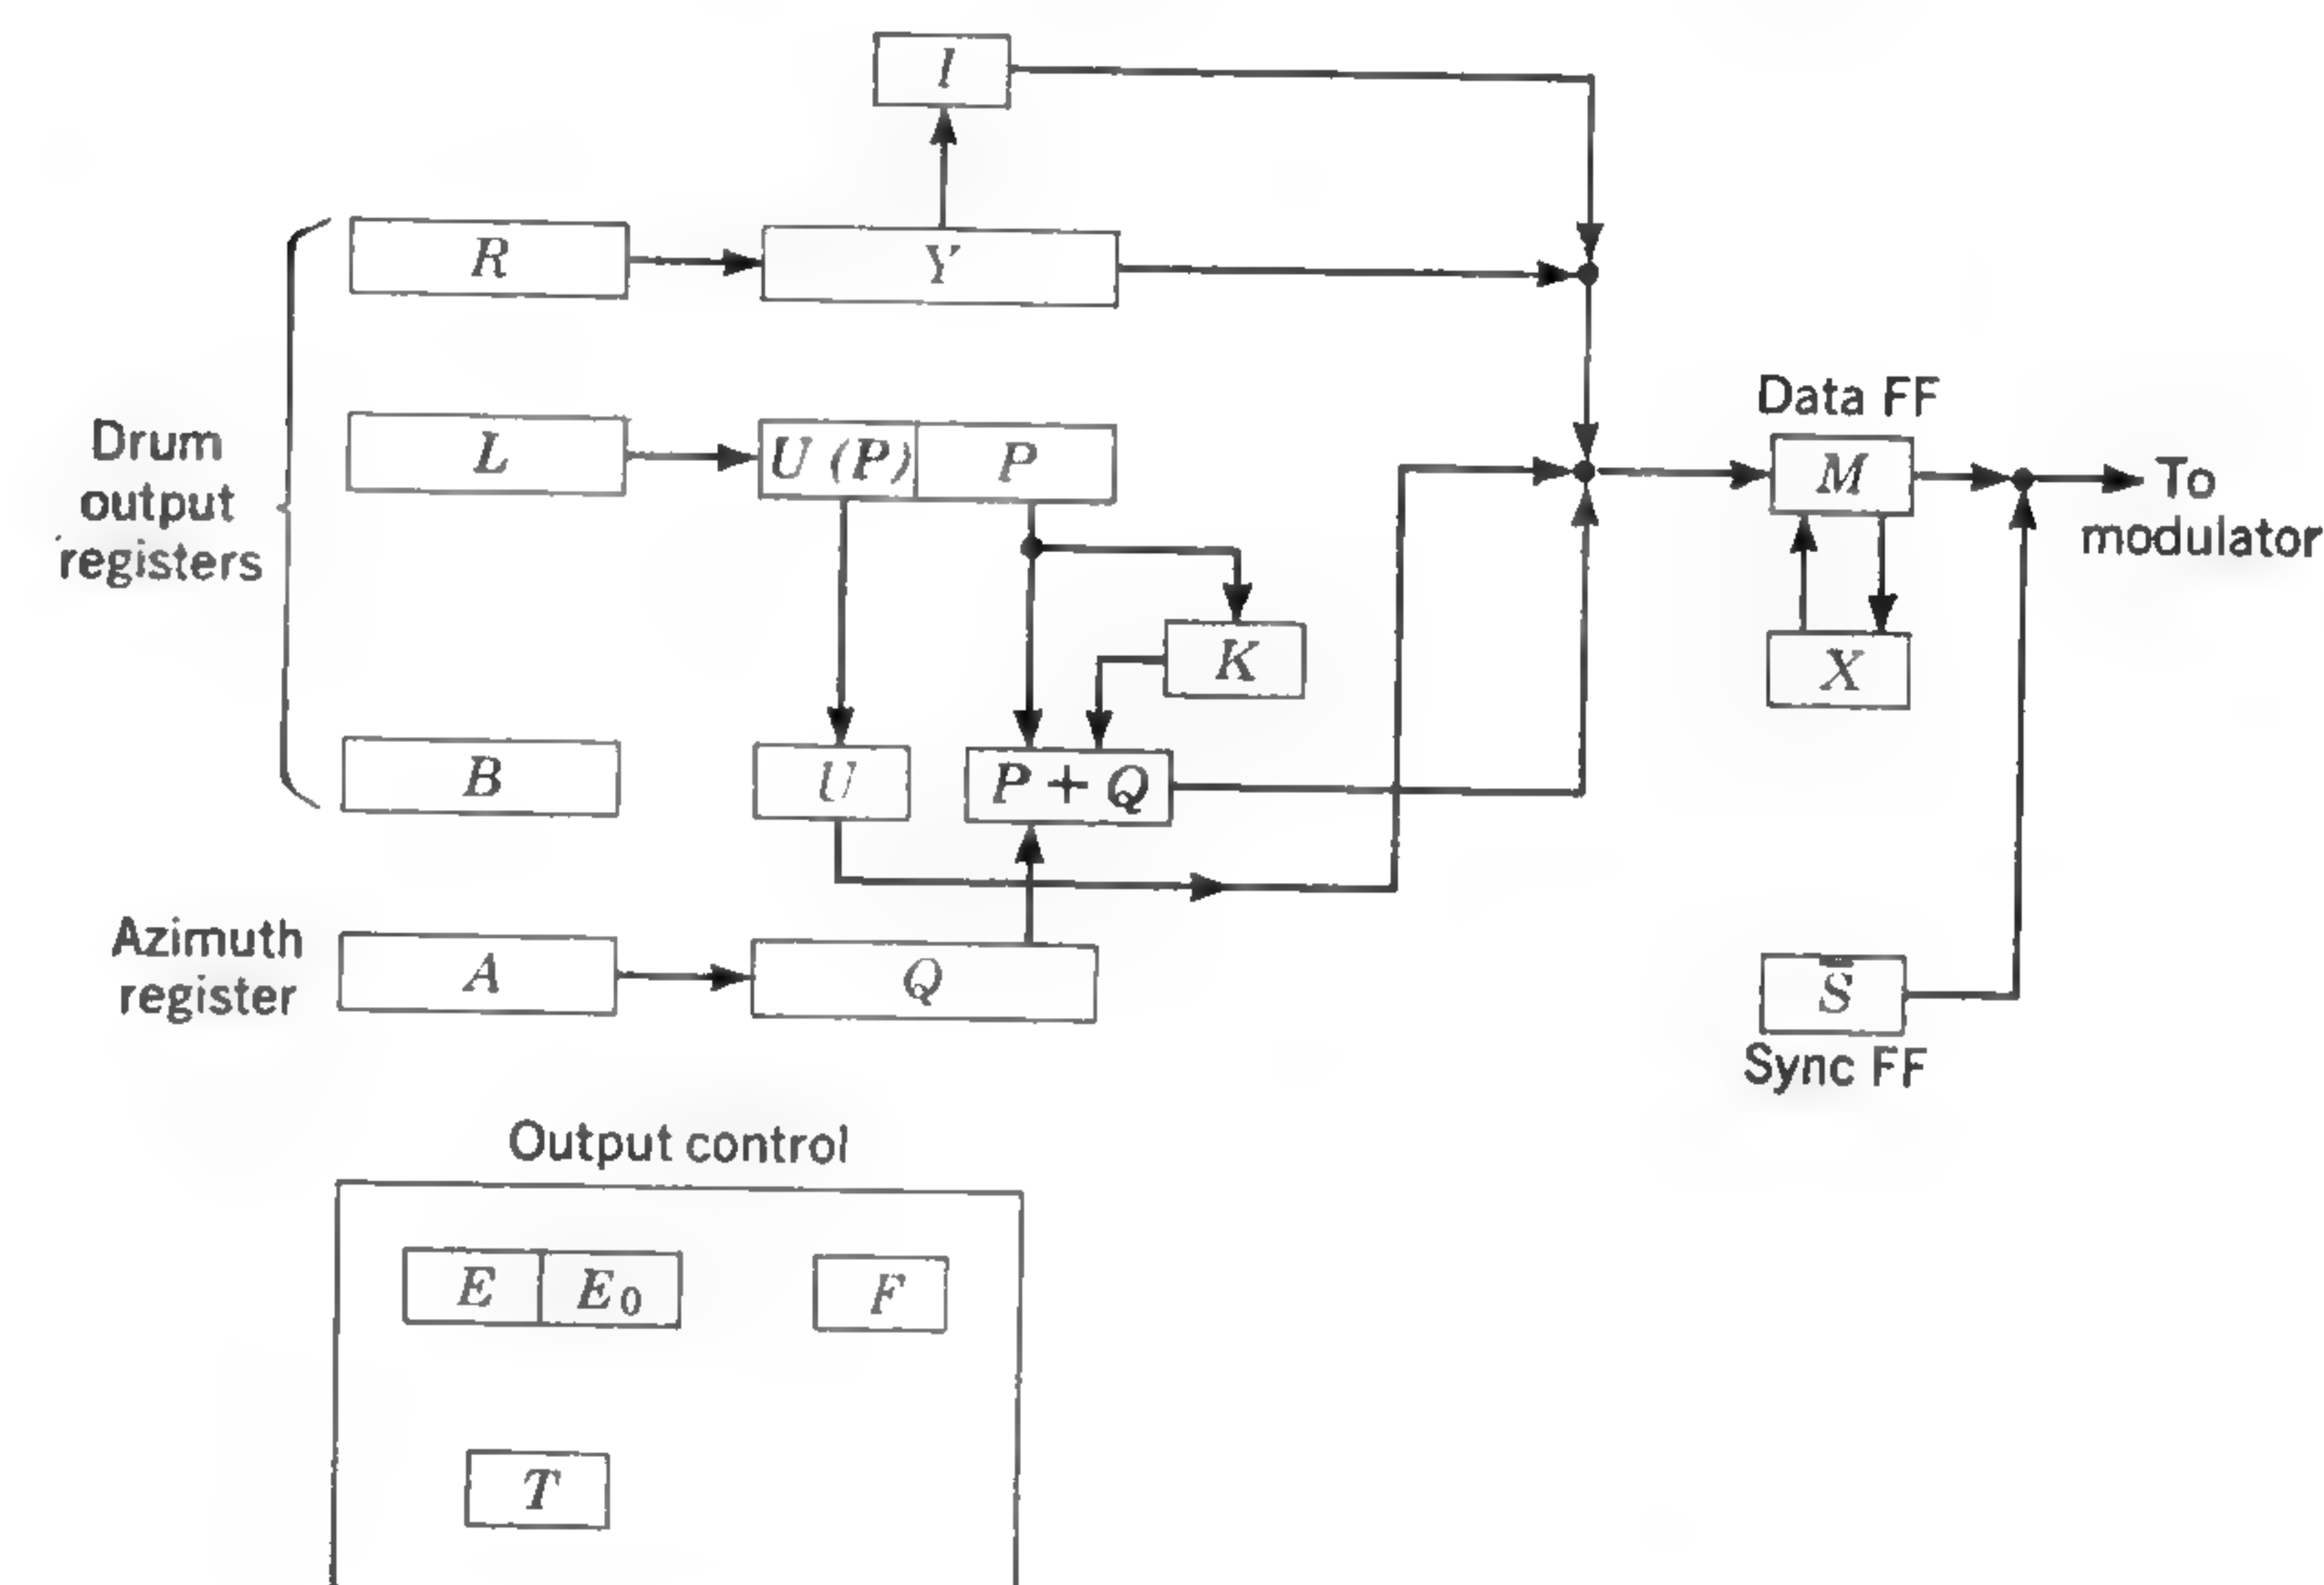 I
R
Y
Data FF
Drum
output
registers
L
U (P)
P
M
To
modulator
K
X
B
U
P + Q
Azimuth
register
A
Q
S̄
Sync FF
Output control
E
E₀
F
T